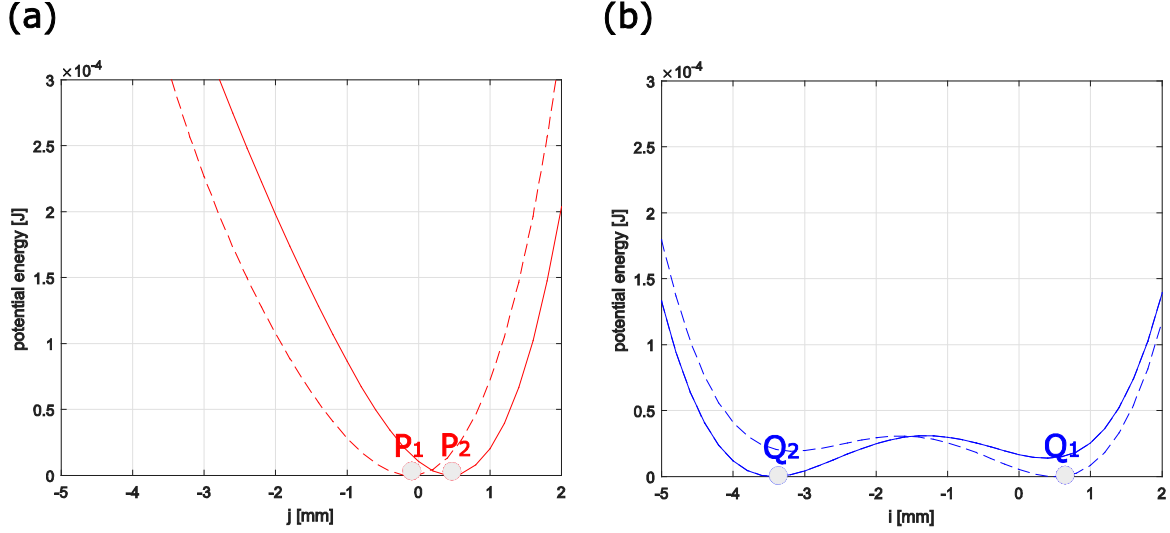 (a)
×10⁻⁴
3
2.5
2
1.5
1
0.5
0
potential energy [J]
P₁ P₂
-5 -4 -3 -2 -1 0 1 2
j [mm]
(b)
×10⁻⁴
3
2.5
2
1.5
1
0.5
0
potential energy [J]
Q₂ Q₁
-5 -4 -3 -2 -1 0 1 2
i [mm]